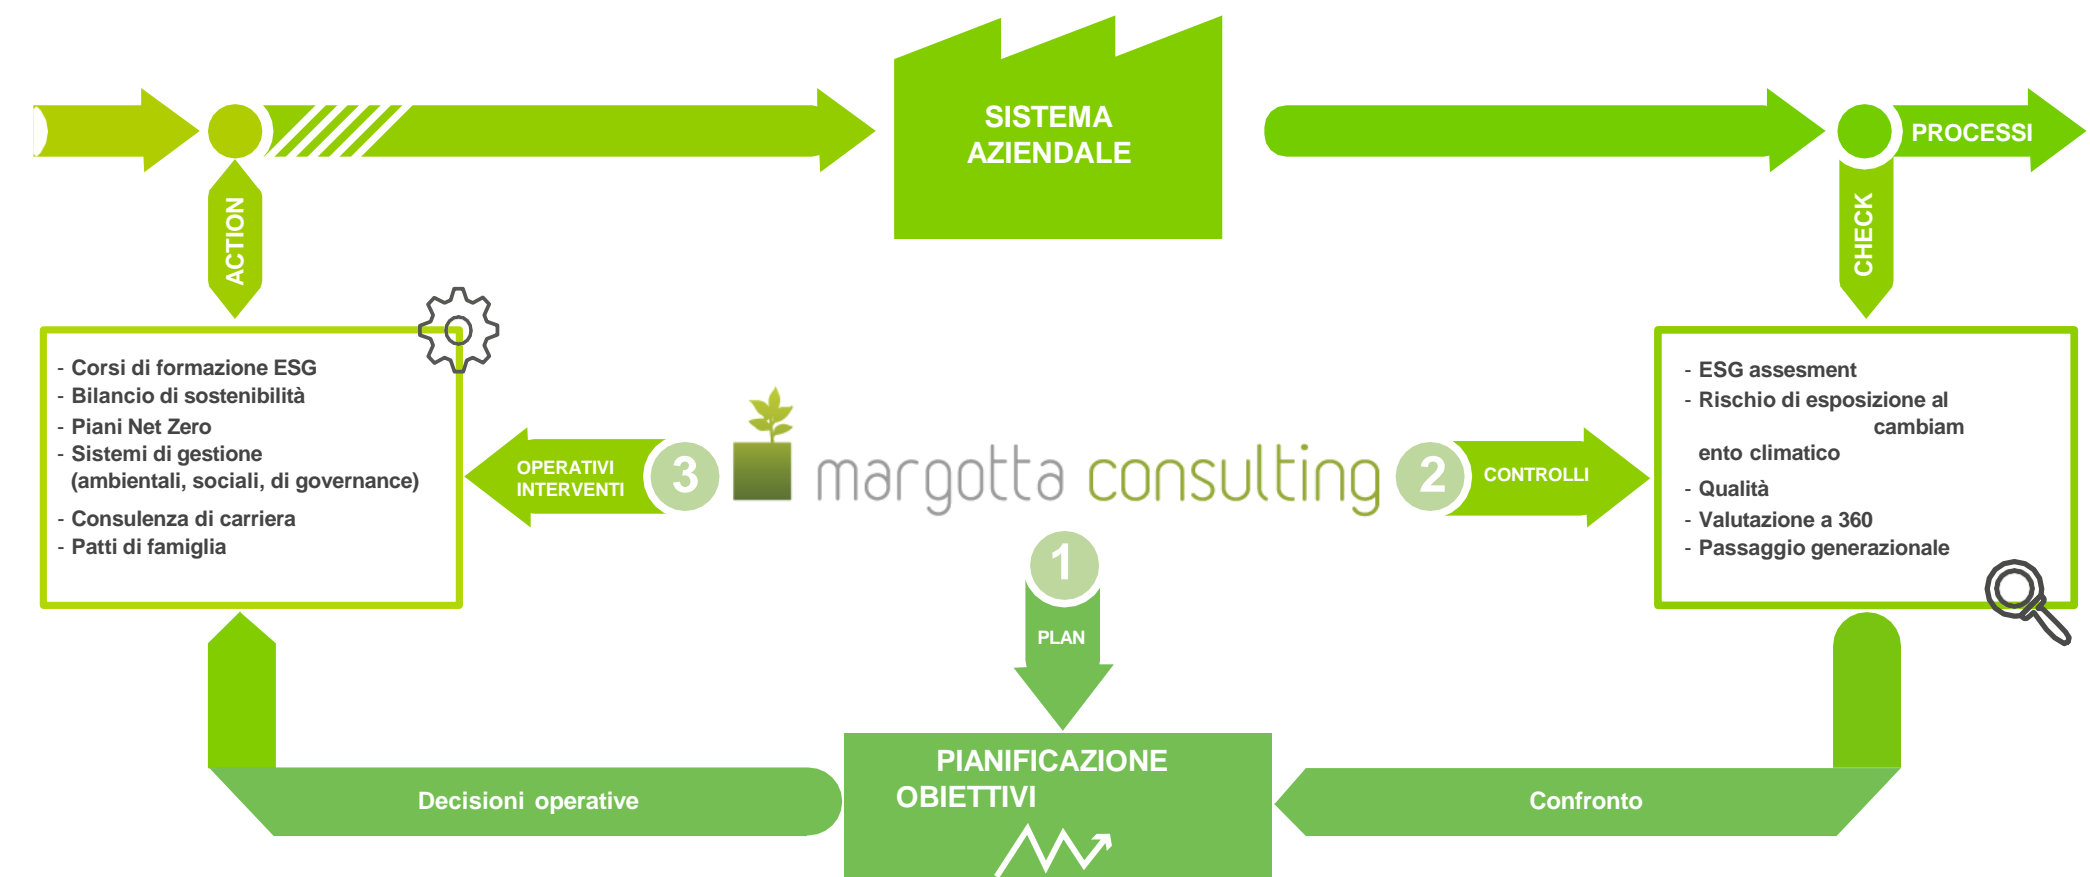 SISTEMA
AZIENDALE
PROCESSI
ACTION
CHECK
- Corsi di formazione ESG
- Bilancio di sostenibilità
- Piani Net Zero
- Sistemi di gestione
(ambientali, sociali, di governance)
- Consulenza di carriera
- Patti di famiglia
OPERATIVI
INTERVENTI
3
margotta consulting
2
CONTROLLI
- ESG assesment
- Rischio di esposizione al
cambiam
ento climatico
- Qualità
- Valutazione a 360
- Passaggio generazionale
1
PLAN
PIANIFICAZIONE
OBIETTIVI
Decisioni operative
Confronto